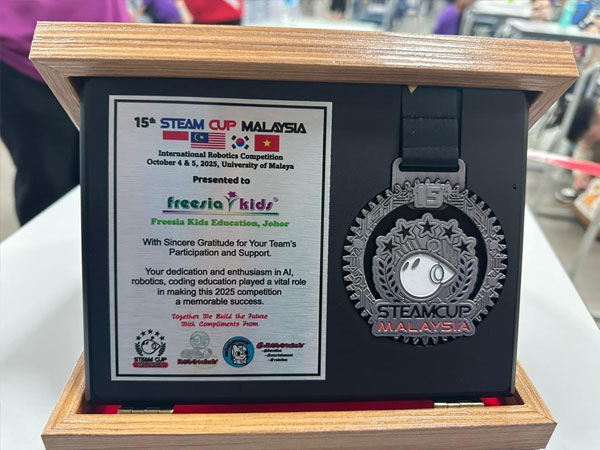 15th STEAM CUP MALAYSIA
International Robotics Competition
October 4 & 5, 2025, University of Malaya
Presented to
freesia kids
Freesia Kids Education, Johor
With Sincere Gratitude for Your Team's
Participation and Support.
Your dedication and enthusiasm in AI,
robotics, coding education played a vital role
in making this 2025 competition
a memorable success.
Together We Build the Future
With Compliments From
STEAM CUP
15
STEAMCUP
MALAYSIA